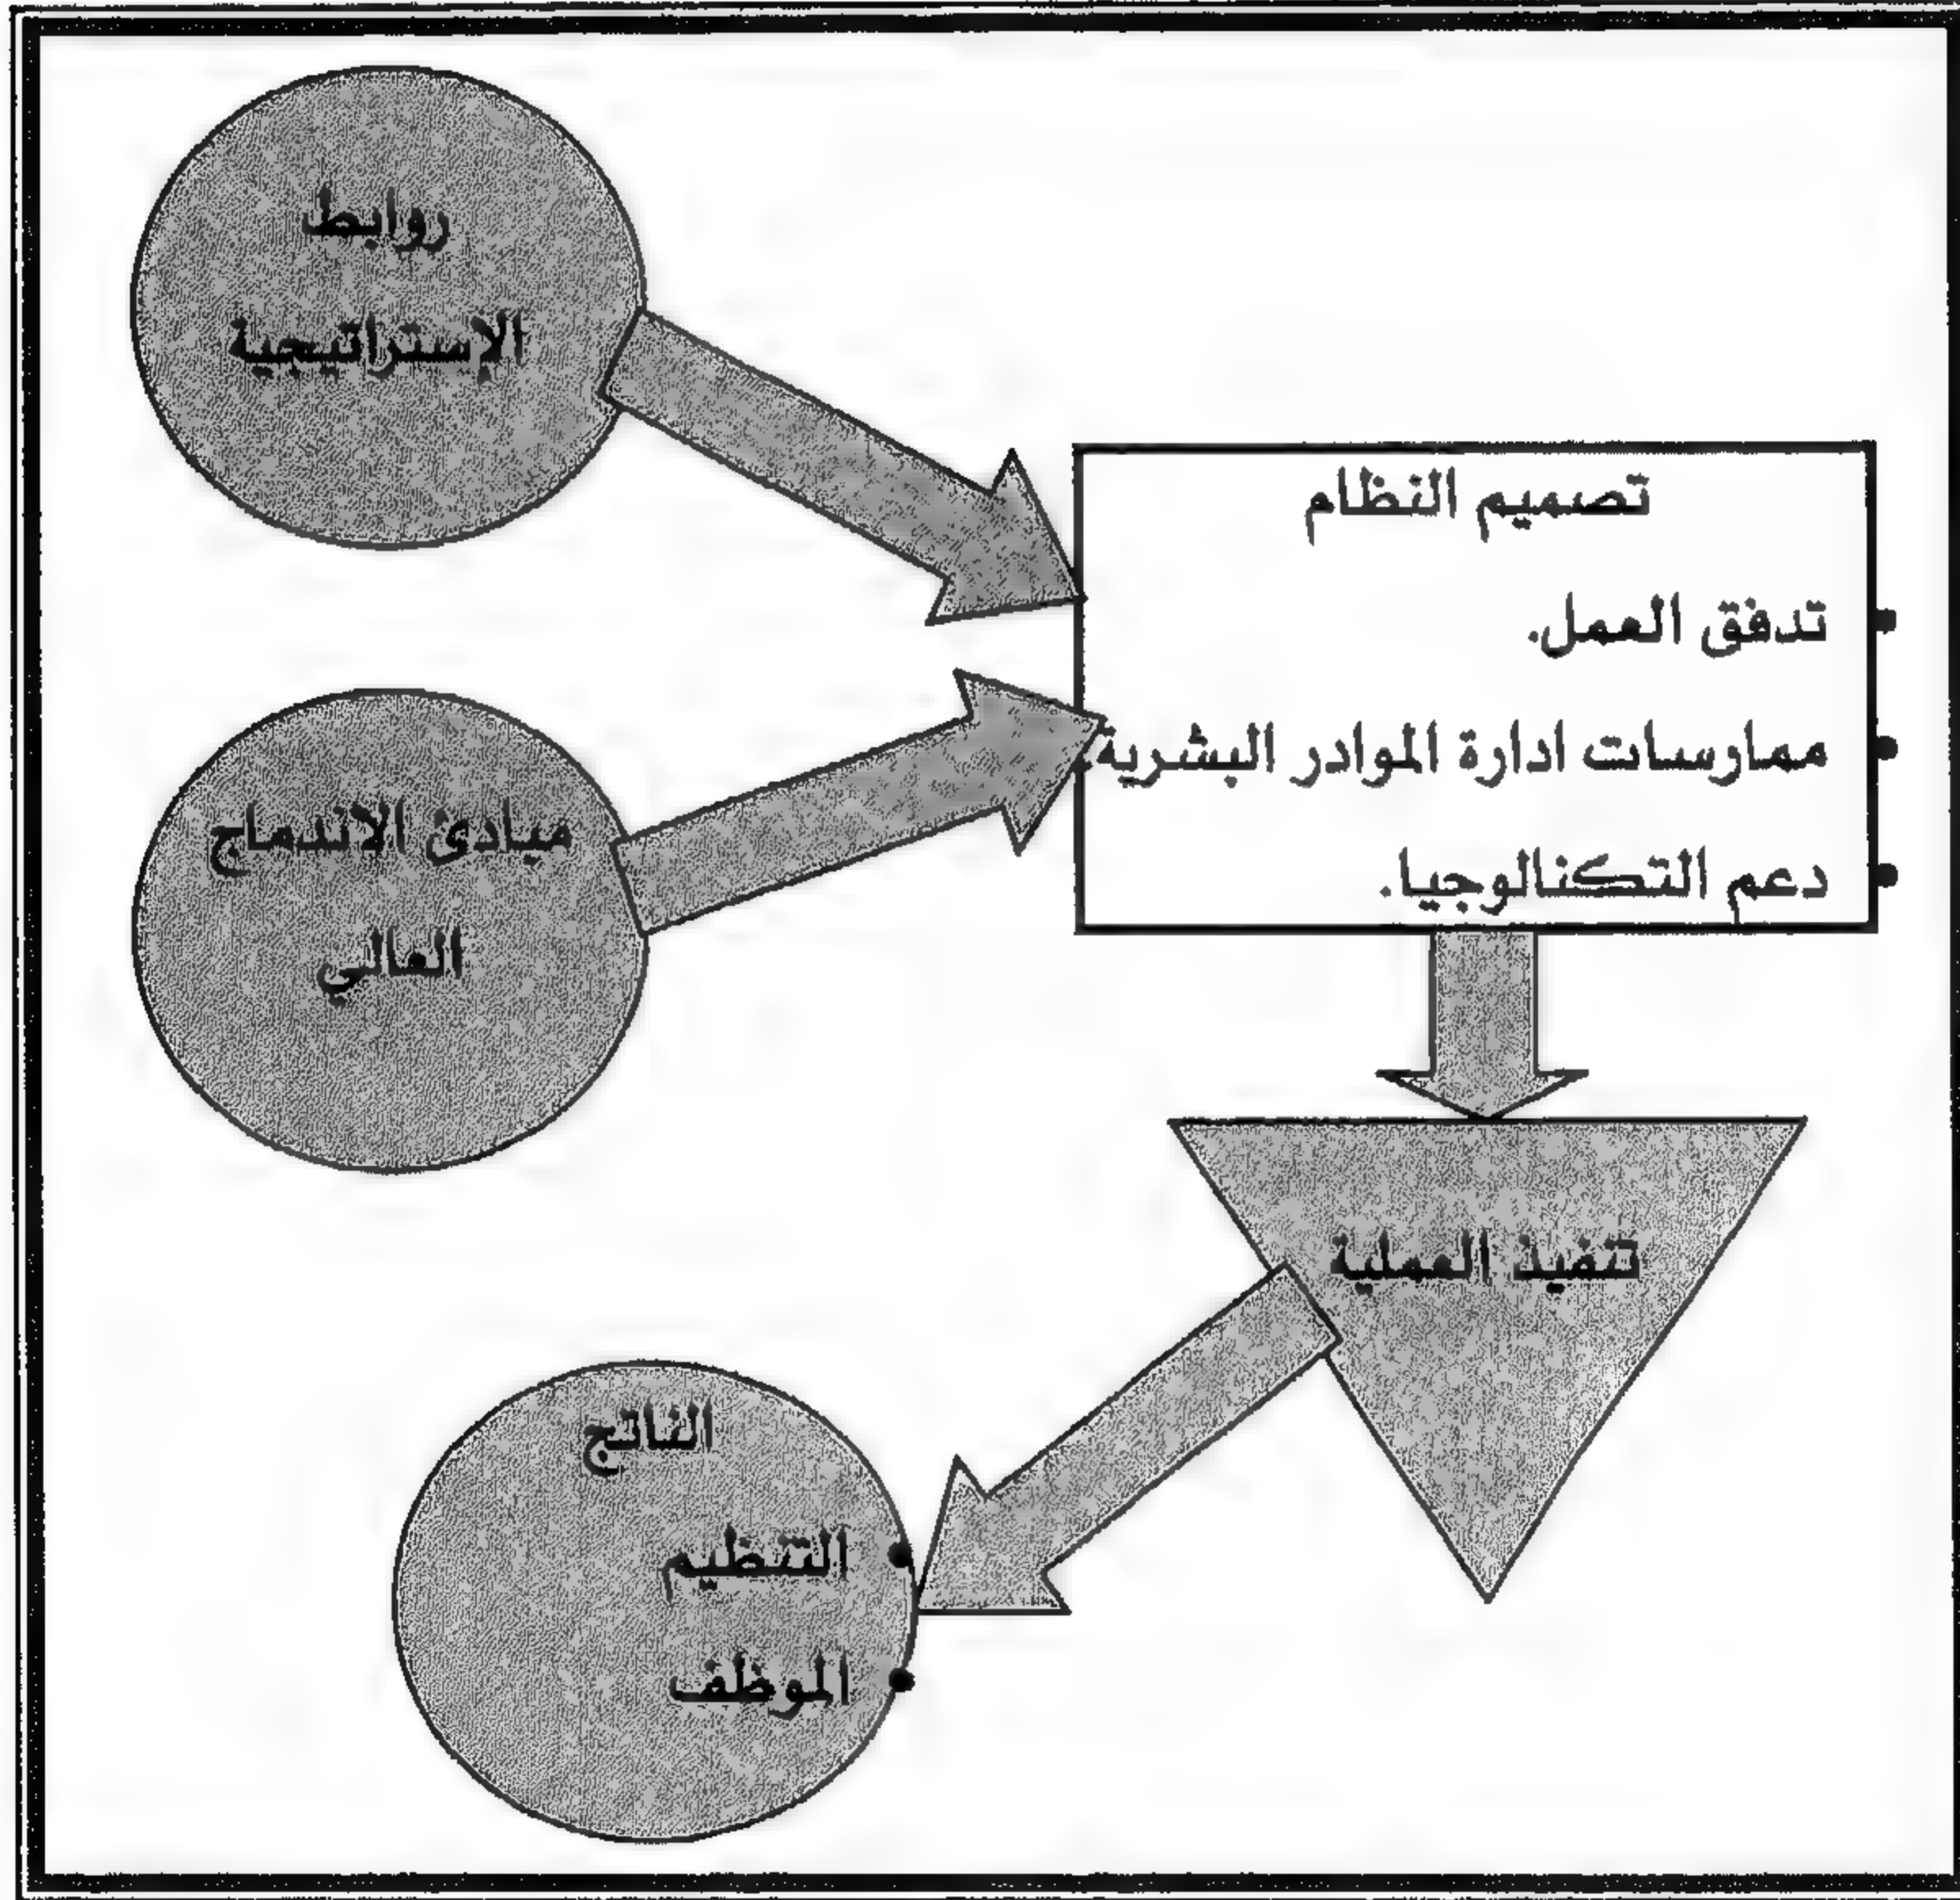 روابط
الإستراتيجية
تصميم النظام
• تدفق العمل.
• ممارسات ادارة الموادر البشرية.
• دعم التكنالوجيا.
مبادئ الاندماج
العالي
تنفيذ العملية
الناتج
• التنظيم
• الموظف